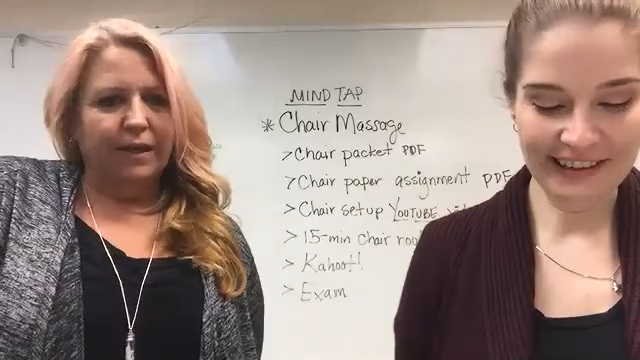 MIND TAP
* Chair Massage
> Chair packet PDF
> Chair paper assignment PDF
> Chair setup YOUTUBE
> 15-min Chair
> Kahoot!
> Exam